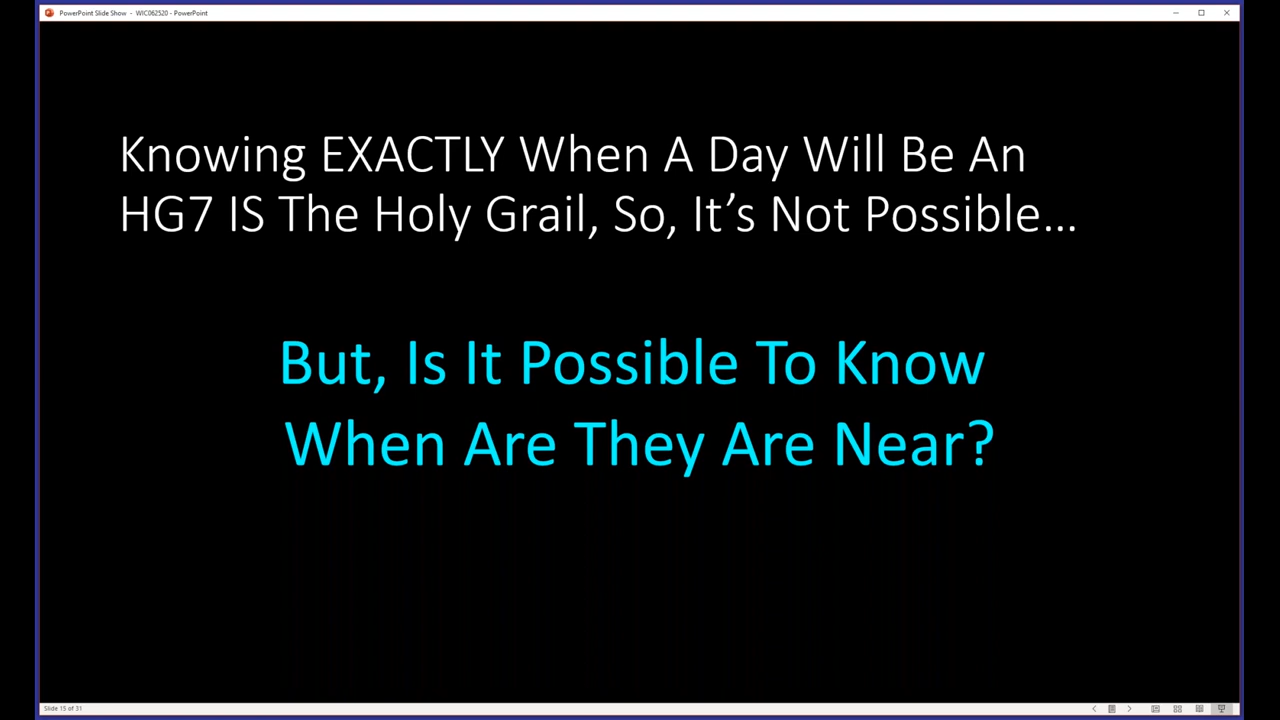 PowerPoint Slide Show - WIC062520 - PowerPoint
Knowing EXACTLY When A Day Will Be An
HG7 IS The Holy Grail, So, It’s Not Possible…
But, Is It Possible To Know
When Are They Are Near?
Slide 15 of 31